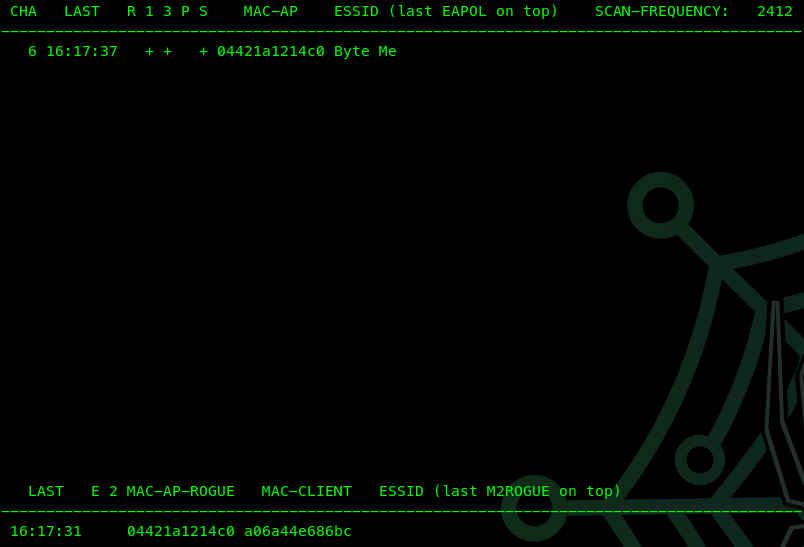 CHA   LAST   R 1 3 P S    MAC-AP    ESSID (last EAPOL on top)    SCAN-FREQUENCY:   2412
  6 16:17:37   + +   + 04421a1214c0 Byte Me
  LAST   E 2 MAC-AP-ROGUE   MAC-CLIENT   ESSID (last M2ROGUE on top)
16:17:31     04421a1214c0 a06a44e686bc